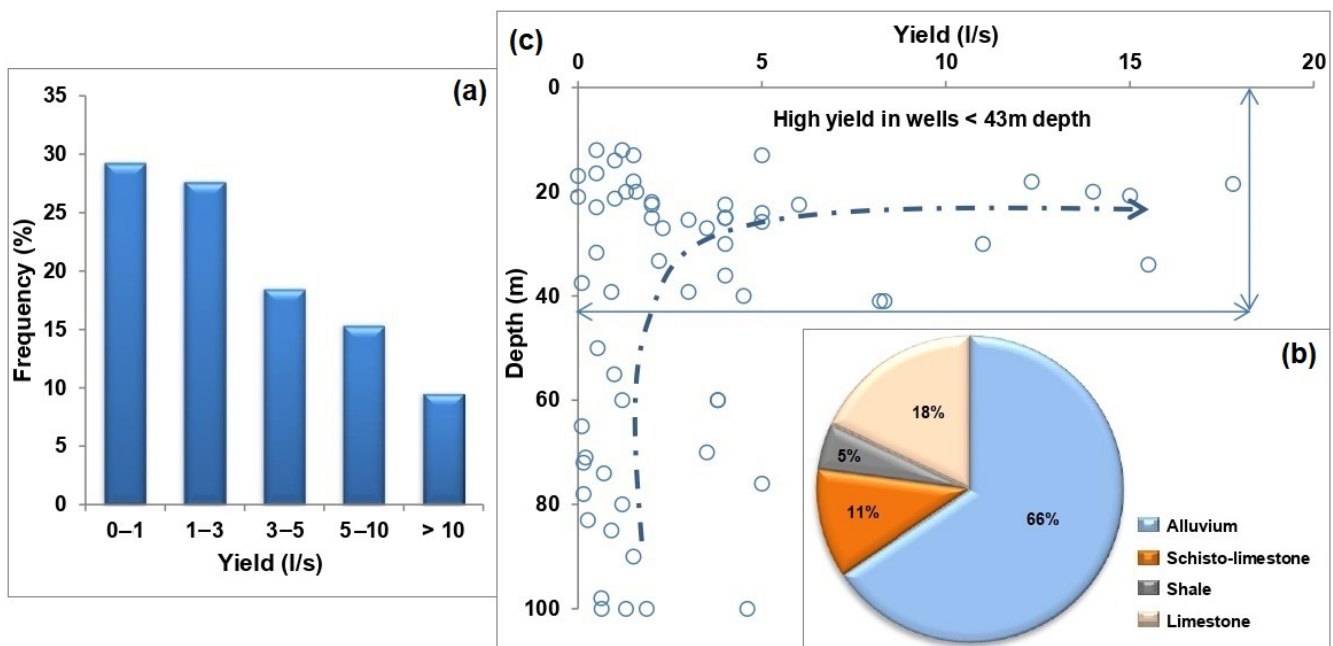 (a)
Frequency (%)
35
30
25
20
15
10
5
0
0–1 1–3 3–5 5–10 > 10
Yield (l/s)
(c)
Yield (l/s)
0 5 10 15 20
Depth (m)
0
20
40
60
80
100
High yield in wells < 43m depth
(b)
18%
5%
11%
66%
Alluvium
Schisto-limestone
Shale
Limestone